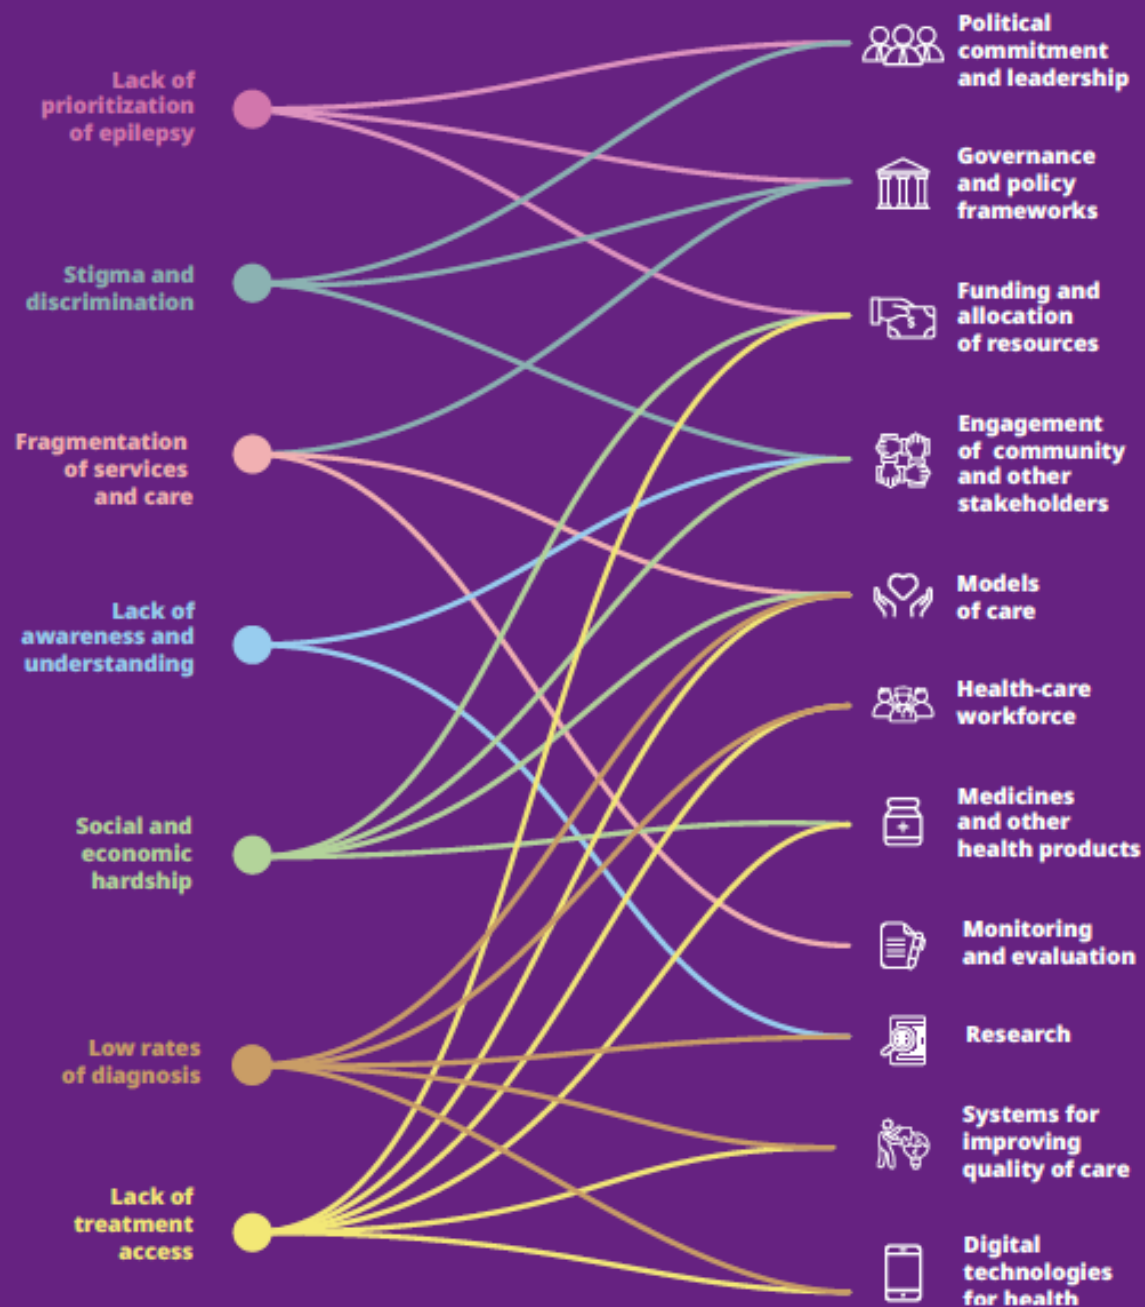 Lack of
prioritization
of epilepsy
Stigma and
discrimination
Fragmentation
of services
and care
Lack of
awareness and
understanding
Social and
economic
hardship
Low rates
of diagnosis
Lack of
treatment
access
Political
commitment
and leadership
Governance
and policy
frameworks
Funding and
allocation
of resources
$
Engagement
of community
and other
stakeholders
Models
of care
Health-care
workforce
Medicines
and other
health products
Monitoring
and evaluation
Research
Systems for
improving
quality of care
Digital
technologies
for health